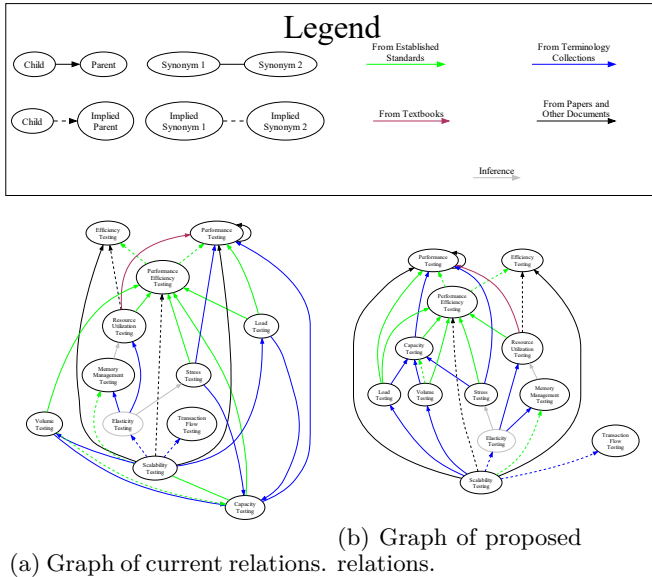 Legend
Child
Parent
Synonym 1
Synonym 2
From Established
Standards
From Terminology
Collections
Child
Implied
Parent
Implied
Synonym 1
Implied
Synonym 2
From Textbooks
From Papers and
Other Documents
Inference
Efficiency
Testing
Performance
Testing
Performance
Efficiency
Testing
Resource
Utilization
Testing
Load
Testing
Memory
Management
Testing
Stress
Testing
Volume
Testing
Elasticity
Testing
Transaction
Flow
Testing
Scalability
Testing
Capacity
Testing
Performance
Testing
Efficiency
Testing
Performance
Efficiency
Testing
Capacity
Testing
Resource
Utilization
Testing
Load
Testing
Volume
Testing
Stress
Testing
Memory
Management
Testing
Elasticity
Testing
Transaction
Flow
Testing
Scalability
Testing
(a) Graph of current relations.
(b) Graph of proposed
relations.